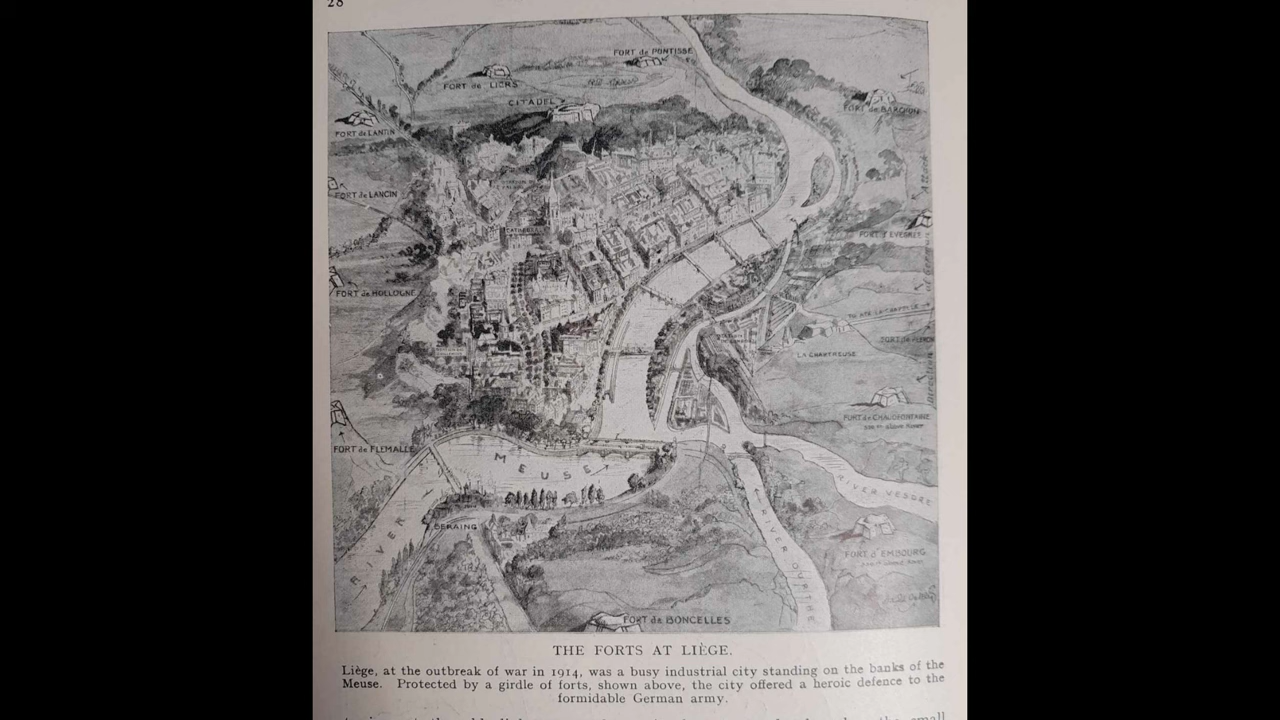 28
FORT de PONTISSE
FORT de LIERS
CITADEL
FORT de BARCHON
FORT de LANTIN
FORT de LANCIN
CATHEDRAL
FORT d'EVEGNEE
FORT de HOLLOGNE
LA CHARTREUSE
FORT de CHAUDFONTAINE
FORT de FLEMALLE
RIVER MEUSE
RIVER VESDRE
RIVER OURTHE
SERAING
FORT d'EMBOURG
FORT de BONCELLES
THE FORTS AT LIÈGE.
Liège, at the outbreak of war in 1914, was a busy industrial city standing on the banks of the
Meuse. Protected by a girdle of forts, shown above, the city offered a heroic defence to the
formidable German army.